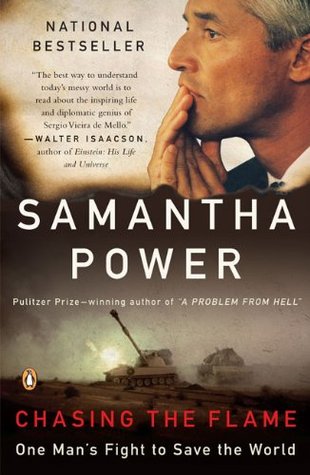 NATIONAL
BESTSELLER
"The best way to understand
today's messy world is to
read about the inspiring life
and diplomatic genius of
Sergio Vieira de Mello."
—WALTER ISAACSON,
author of Einstein: His Life
and Universe
SAMANTHA
POWER
Pulitzer Prize—winning author of "A PROBLEM FROM HELL"
CHASING THE FLAME
One Man's Fight to Save the World